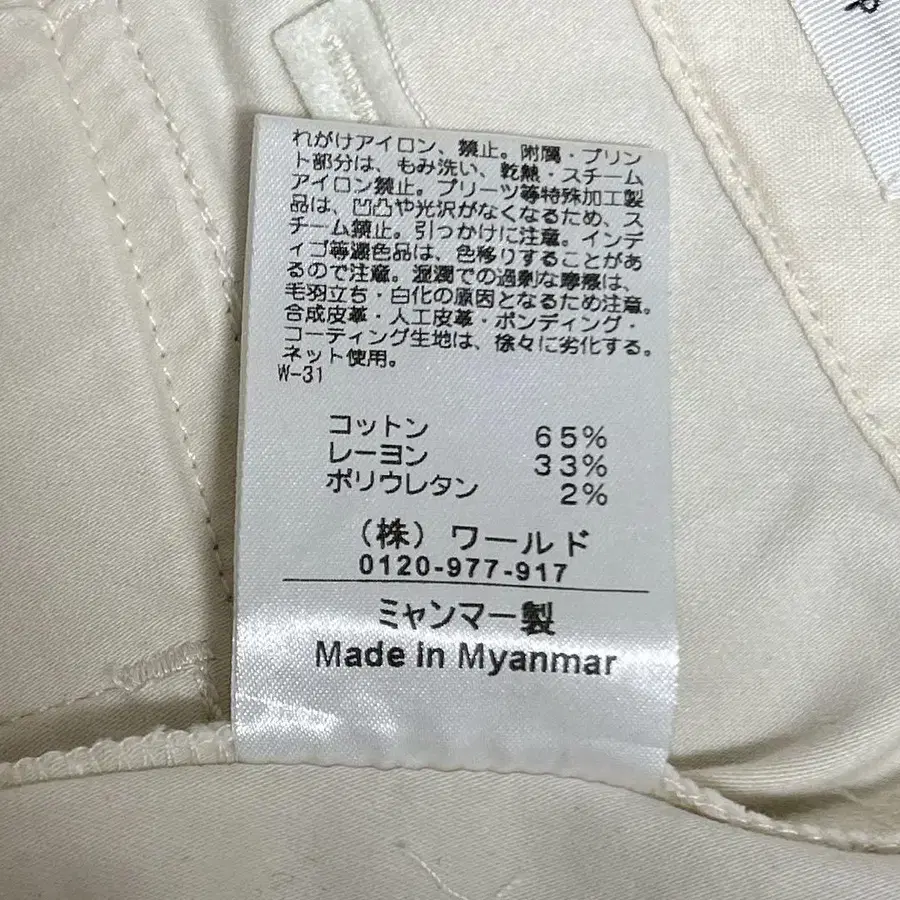 れがけアイロン、禁止。附属・プリン
ト部分は、もみ洗い、乾熱・スチーム
アイロン禁止。プリーツ等特殊加工製
品は、凹凸や光沢がなくなるため、ス
チーム禁止。引っかけに注意。インデ
ィゴ等濃色品は、色移りすることがあ
るので注意。湿潤での過剰な摩擦は、
毛羽立ち・白化の原因となるため注意。
合成皮革・人工皮革・ボンディング・
コーティング生地は、徐々に劣化する。
ネット使用。
W-31
コットン 65%
レーヨン 33%
ポリウレタン 2%
(株)ワールド
0120-977-917
ミャンマー製
Made in Myanmar